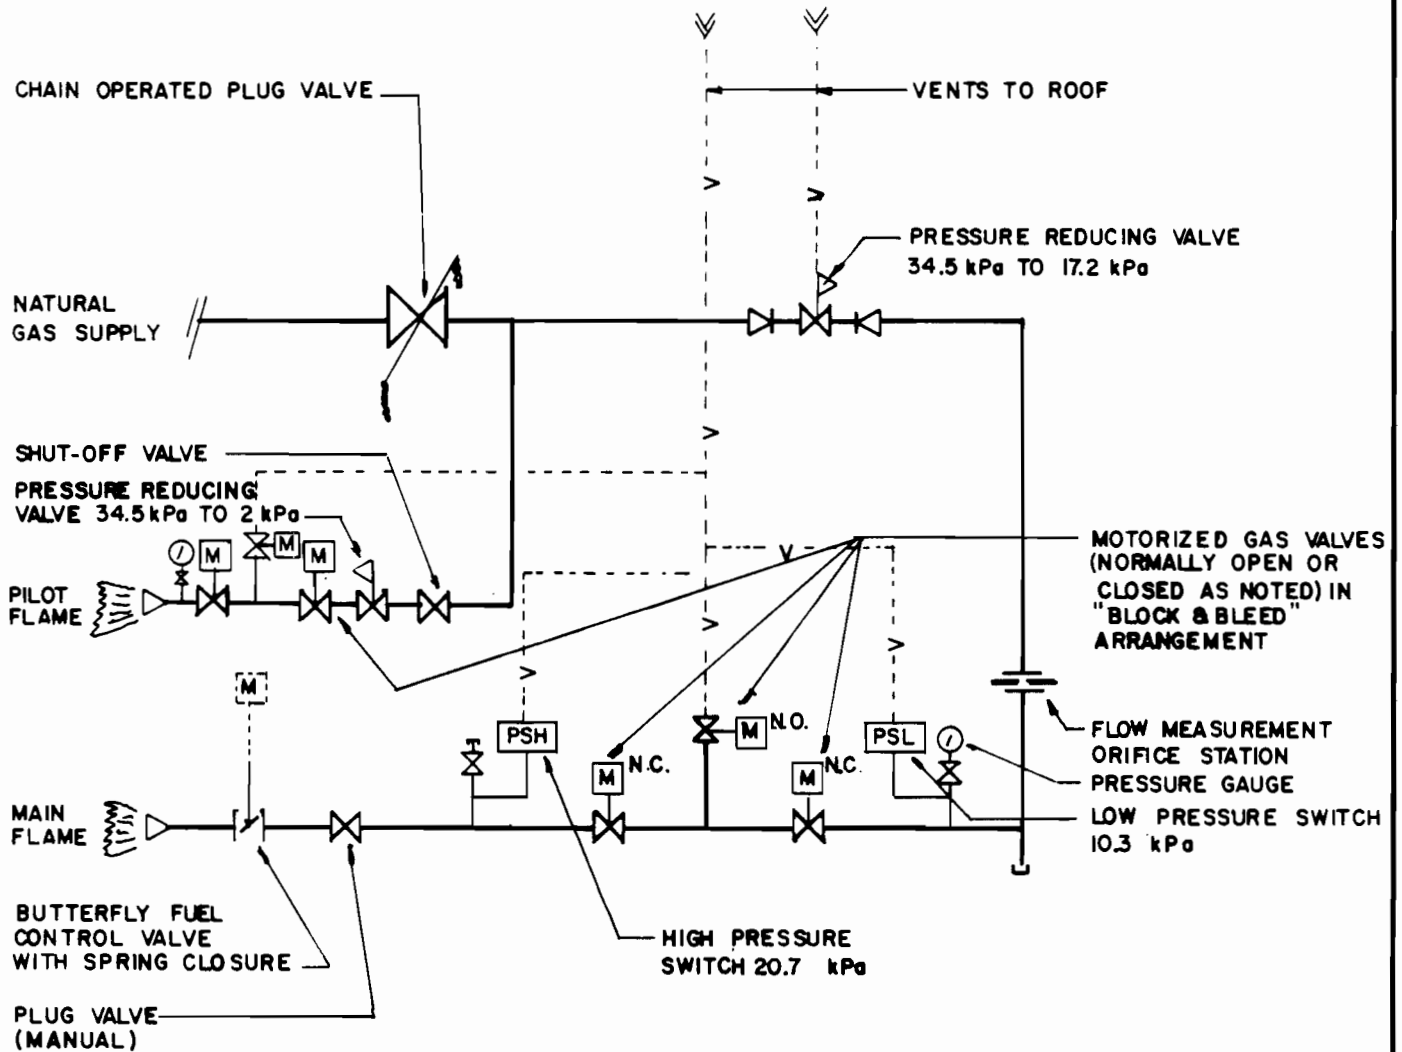 CHAIN OPERATED PLUG VALVE
VENTS TO ROOF
V
V
PRESSURE REDUCING VALVE
34.5 kPa TO 17.2 kPa
NATURAL
GAS SUPPLY
V
SHUT-OFF VALVE
PRESSURE REDUCING
VALVE 34.5 kPa TO 2 kPa
M
M
M
V
MOTORIZED GAS VALVES
(NORMALLY OPEN OR
CLOSED AS NOTED) IN
"BLOCK & BLEED"
ARRANGEMENT
PILOT
FLAME
V
V
V
M
PSH
M
N.O.
PSL
FLOW MEASUREMENT
ORIFICE STATION
M
N.C.
M
N.C.
PRESSURE GAUGE
MAIN
FLAME
LOW PRESSURE SWITCH
10.3 kPa
BUTTERFLY FUEL
CONTROL VALVE
WITH SPRING CLOSURE
HIGH PRESSURE
SWITCH 20.7 kPa
PLUG VALVE
(MANUAL)